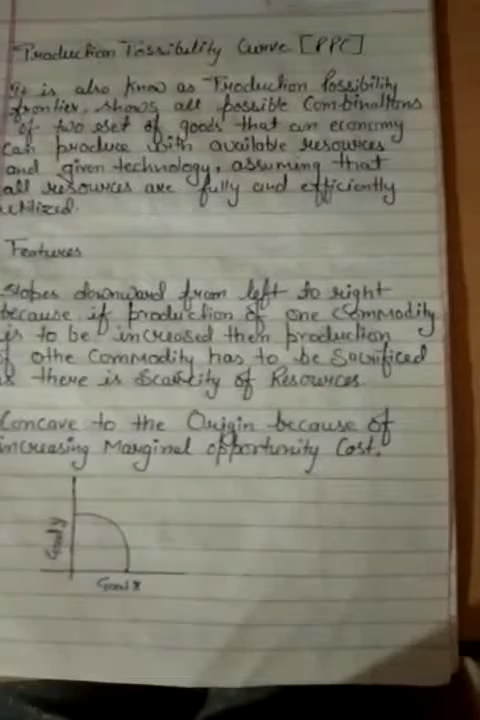 Production Possibility Curve [PPC]
It is also know as Production Possibility
frontier, shows all possible Combinations
of two set of goods that an economy
can produce with available resources
and given technology, assuming that
all resources are fully and efficiently
utilized.
Features
Slopes downward from left to right
because if production of one Commodity
is to be increased then production
of othe Commodity has to be Sacrificed
as there is Scarcity of Resources.
Concave to the Origin because of
increasing Marginal opportunity Cost.
Good y
Good x